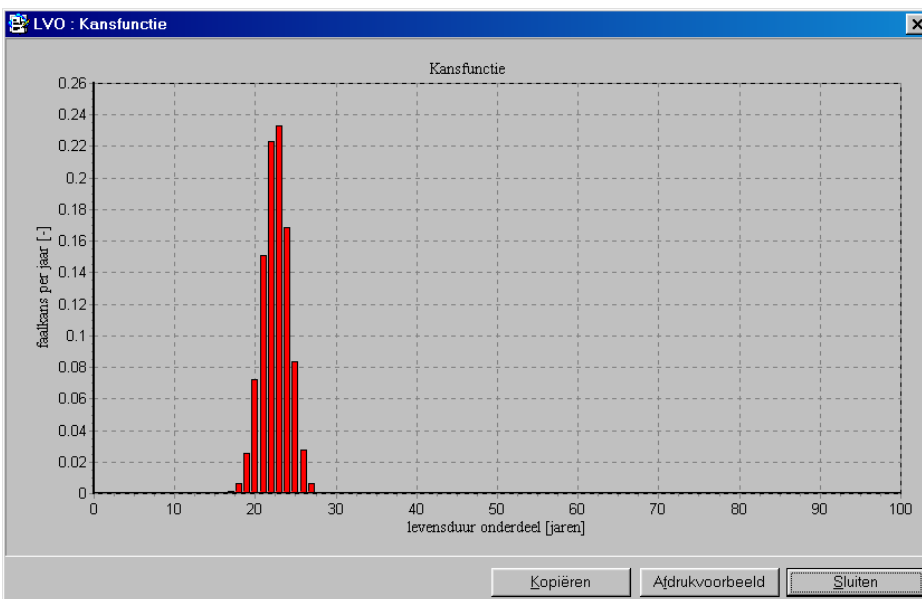 LVO : Kansfunctie
Kansfunctie
0.26
0.24
0.22
0.2
0.18
0.16
0.14
0.12
0.1
0.08
0.06
0.04
0.02
0
faalkans per jaar [-]
0 10 20 30 40 50 60 70 80 90 100
levensduur onderdeel [jaren]
Kopiëren Afdrukvoorbeeld Sluiten